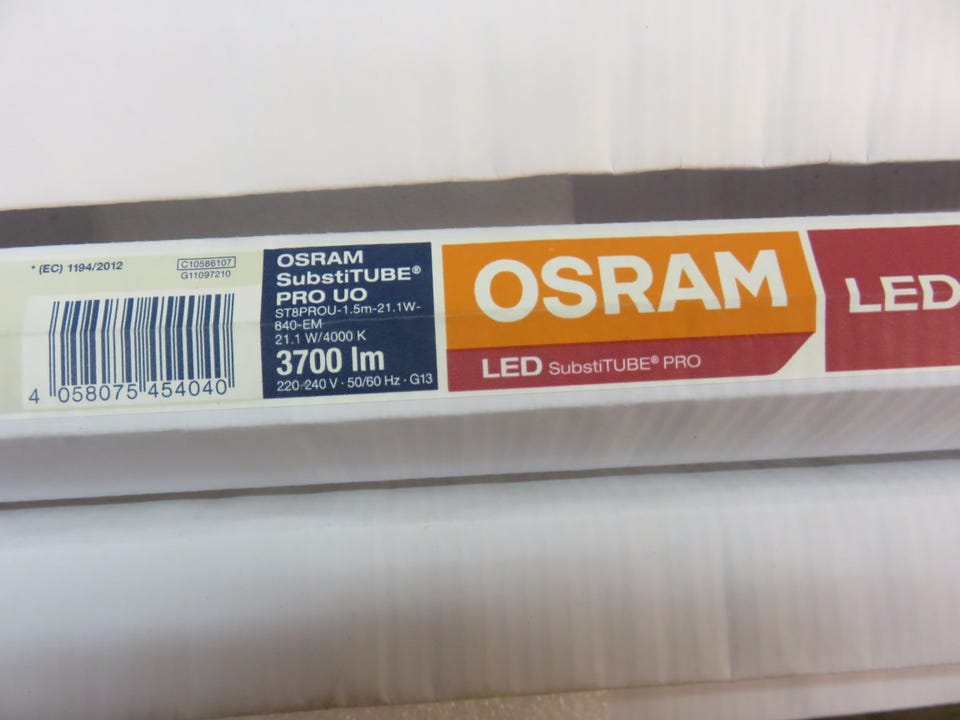 * (EC) 1194/2012
C10586107
G11097210
4 058075 454040
OSRAM
SubstiTUBE®
PRO UO
ST8PROU-1.5m-21.1W-
840-EM
21.1 W/4000 K
3700 lm
220-240 V · 50/60 Hz · G13
OSRAM
LED SubstiTUBE® PRO
LED